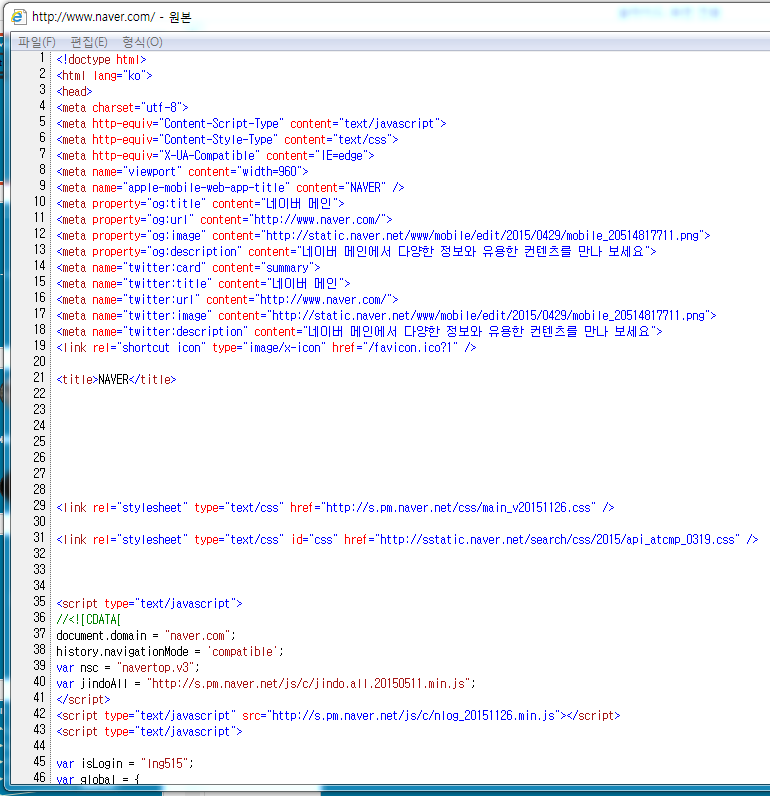 http://www.naver.com/ - 원본
파일(F) 편집(E) 형식(O)
1 <!doctype html>
2 <html lang="ko">
3 <head>
4 <meta charset="utf-8">
5 <meta http-equiv="Content-Script-Type" content="text/javascript">
6 <meta http-equiv="Content-Style-Type" content="text/css">
7 <meta http-equiv="X-UA-Compatible" content="IE=edge">
8 <meta name="viewport" content="width=960">
9 <meta name="apple-mobile-web-app-title" content="NAVER" />
10 <meta property="og:title" content="네이버 메인">
11 <meta property="og:url" content="http://www.naver.com/">
12 <meta property="og:image" content="http://static.naver.net/www/mobile/edit/2015/0429/mobile_20514817711.png">
13 <meta property="og:description" content="네이버 메인에서 다양한 정보와 유용한 컨텐츠를 만나 보세요">
14 <meta name="twitter:card" content="summary">
15 <meta name="twitter:title" content="네이버 메인">
16 <meta name="twitter:url" content="http://www.naver.com/">
17 <meta name="twitter:image" content="http://static.naver.net/www/mobile/edit/2015/0429/mobile_20514817711.png">
18 <meta name="twitter:description" content="네이버 메인에서 다양한 정보와 유용한 컨텐츠를 만나 보세요">
19 <link rel="shortcut icon" type="image/x-icon" href="/favicon.ico?1" />
20
21 <title>NAVER</title>
22
23
24
25
26
27
28
29 <link rel="stylesheet" type="text/css" href="http://s.pm.naver.net/css/main_v20151126.css" />
30
31 <link rel="stylesheet" type="text/css" id="css" href="http://sstatic.naver.net/search/css/2015/api_atcmp_0319.css" />
32
33
34
35 <script type="text/javascript">
36 //<![CDATA[
37 document.domain = "naver.com";
38 history.navigationMode = 'compatible';
39 var nsc = "navertop.v3";
40 var jindoAll = "http://s.pm.naver.net/js/c/jindo.all.20150511.min.js";
41 </script>
42 <script type="text/javascript" src="http://s.pm.naver.net/js/c/nlog_20151126.min.js"></script>
43 <script type="text/javascript">
44
45 var isLogin = "lng515";
46 var global = {